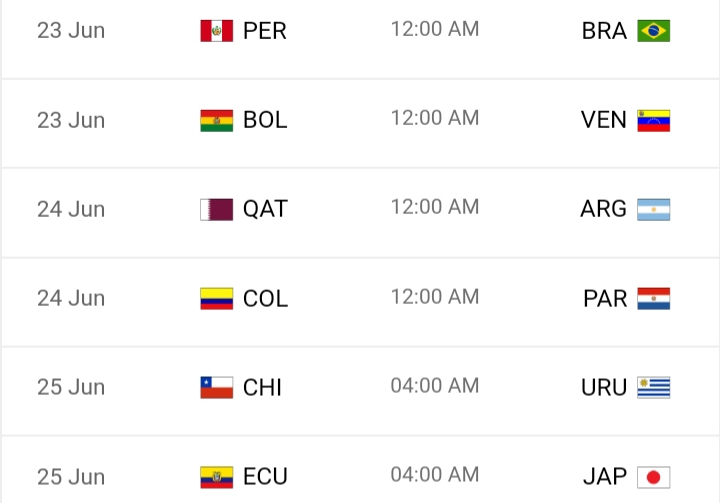 23 Jun PER 12:00 AM BRA
23 Jun BOL 12:00 AM VEN
24 Jun QAT 12:00 AM ARG
24 Jun COL 12:00 AM PAR
25 Jun CHI 04:00 AM URU
25 Jun ECU 04:00 AM JAP